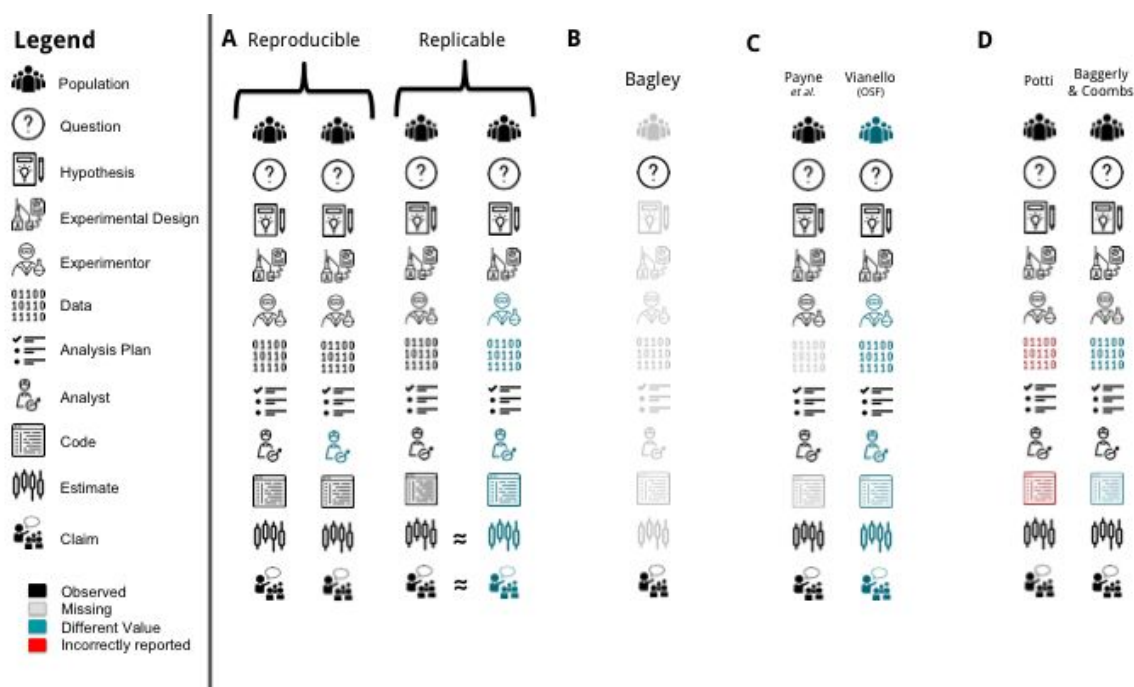 Legend
Population
Question
Hypothesis
Experimental Design
Experimentor
Data
Analysis Plan
Analyst
Code
Estimate
Claim
Observed
Missing
Different Value
Incorrectly reported
A Reproducible Replicable
≈
≈
B
Bagley
C
Payne et al.
Vianello (OSF)
D
Potti
Baggerly
& Coombs
01100
10110
11110